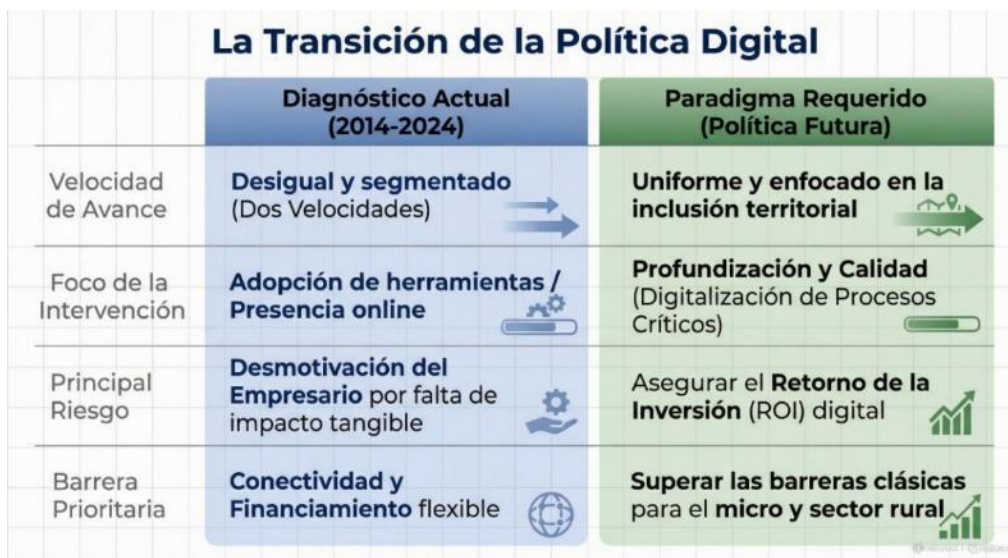 La Transición de la Política Digital
Diagnóstico Actual
(2014-2024)
Paradigma Requerido
(Política Futura)
Velocidad
de Avance
Desigual y segmentado
(Dos Velocidades)
Uniforme y enfocado en la
inclusión territorial
Foco de la
Intervención
Adopción de herramientas /
Presencia online
Profundización y Calidad
(Digitalización de Procesos
Críticos)
Principal
Riesgo
Desmotivación del
Empresario por falta de
impacto tangible
Asegurar el Retorno de la
Inversión (ROI) digital
Barrera
Prioritaria
Conectividad y
Financiamiento flexible
Superar las barreras clásicas
para el micro y sector rural